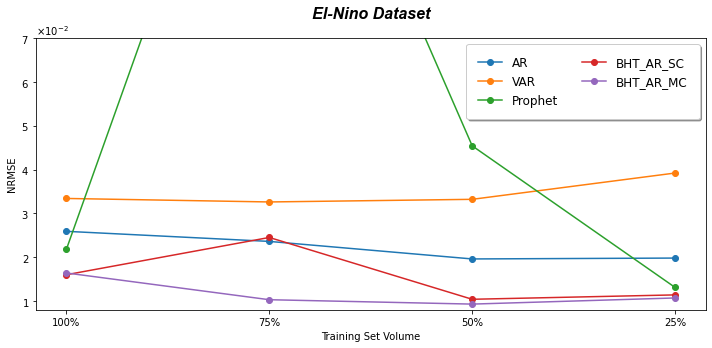 El-Nino Dataset
×10⁻²
7
6
5
4
3
2
1
NRMSE
100%
75%
50%
25%
Training Set Volume
AR
VAR
Prophet
BHT_AR_SC
BHT_AR_MC